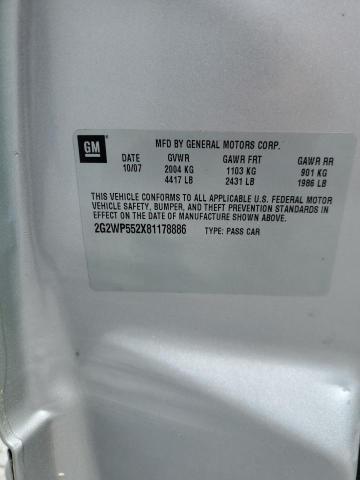 GM MFD BY GENERAL MOTORS CORP.
DATE GVWR GAWR FRT GAWR RR
10/07 2004 KG 1103 KG 901 KG
4417 LB 2431 LB 1986 LB
THIS VEHICLE CONFORMS TO ALL APPLICABLE U.S. FEDERAL MOTOR
VEHICLE SAFETY, BUMPER, AND THEFT PREVENTION STANDARDS IN
EFFECT ON THE DATE OF MANUFACTURE SHOWN ABOVE.
2G2WP552X81178886 TYPE: PASS CAR